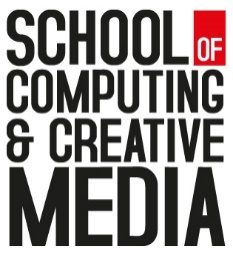 SCHOOL OF
COMPUTING
& CREATIVE
MEDIA